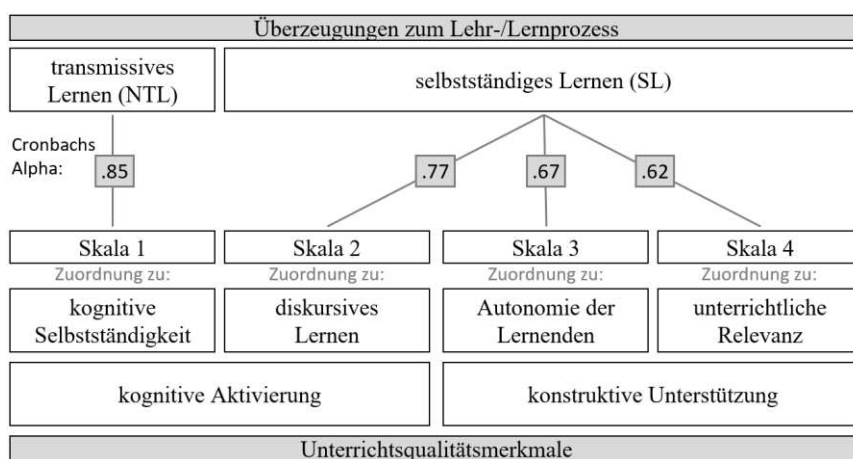 Überzeugungen zum Lehr-/Lernprozess
transmissives
Lernen (NTL)
selbstständiges Lernen (SL)
Cronbachs
Alpha:
.85
.77
.67
.62
Skala 1
Skala 2
Skala 3
Skala 4
Zuordnung zu:
Zuordnung zu:
Zuordnung zu:
Zuordnung zu:
kognitive
Selbstständigkeit
diskursives
Lernen
Autonomie der
Lernenden
unterrichtliche
Relevanz
kognitive Aktivierung
konstruktive Unterstützung
Unterrichtsqualitätsmerkmale